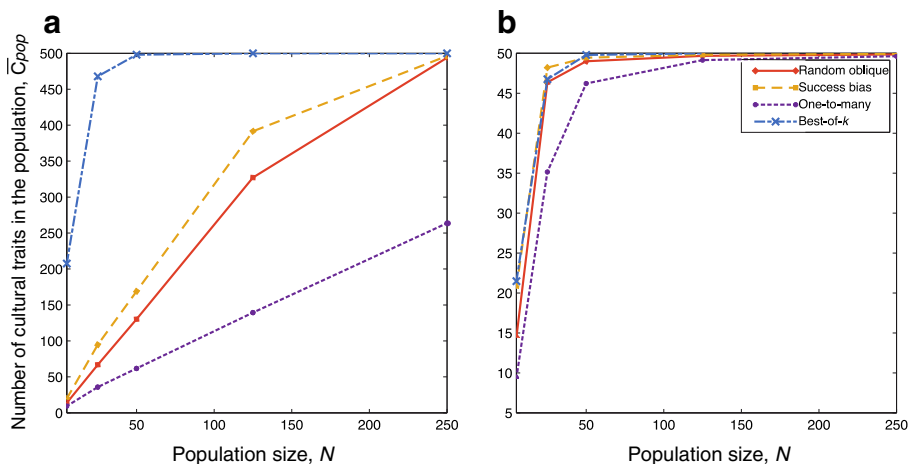 a
Number of cultural traits in the population, C̅pop
500
450
400
350
300
250
200
150
100
50
0
50 100 150 200 250
Population size, N
b
50
45
40
35
30
25
20
15
10
5
0 50 100 150 200 250
Population size, N
Random oblique
Success bias
One-to-many
Best-of-k